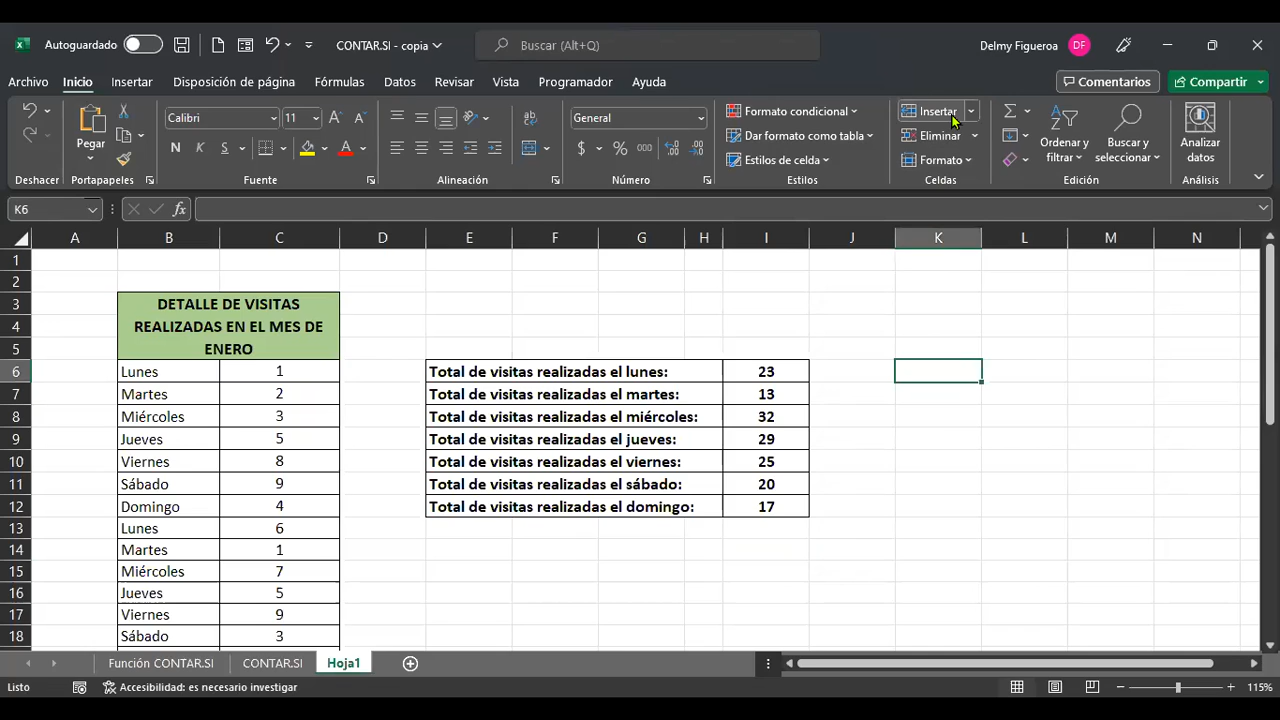 Autoguardado
CONTAR.SI - copia
Buscar (Alt+Q)
Delmy Figueroa
DF
Archivo
Inicio
Insertar
Disposición de página
Fórmulas
Datos
Revisar
Vista
Programador
Ayuda
Comentarios
Compartir
Pegar
Calibri
11
N K S
General
$ % 000
Formato condicional
Dar formato como tabla
Estilos de celda
Insertar
Eliminar
Formato
Ordenar y
filtrar
Buscar y
seleccionar
Analizar
datos
Deshacer
Portapapeles
Fuente
Alineación
Número
Estilos
Celdas
Edición
Análisis
K6
fx
A B C D E F G H I J K L M N
1
2
3 DETALLE DE VISITAS
4 REALIZADAS EN EL MES DE
5 ENERO
6 Lunes 1 Total de visitas realizadas el lunes: 23
7 Martes 2 Total de visitas realizadas el martes: 13
8 Miércoles 3 Total de visitas realizadas el miércoles: 32
9 Jueves 5 Total de visitas realizadas el jueves: 29
10 Viernes 8 Total de visitas realizadas el viernes: 25
11 Sábado 9 Total de visitas realizadas el sábado: 20
12 Domingo 4 Total de visitas realizadas el domingo: 17
13 Lunes 6
14 Martes 1
15 Miércoles 7
16 Jueves 5
17 Viernes 9
18 Sábado 3
Función CONTAR.SI
CONTAR.SI
Hoja1
Listo
Accesibilidad: es necesario investigar
115%